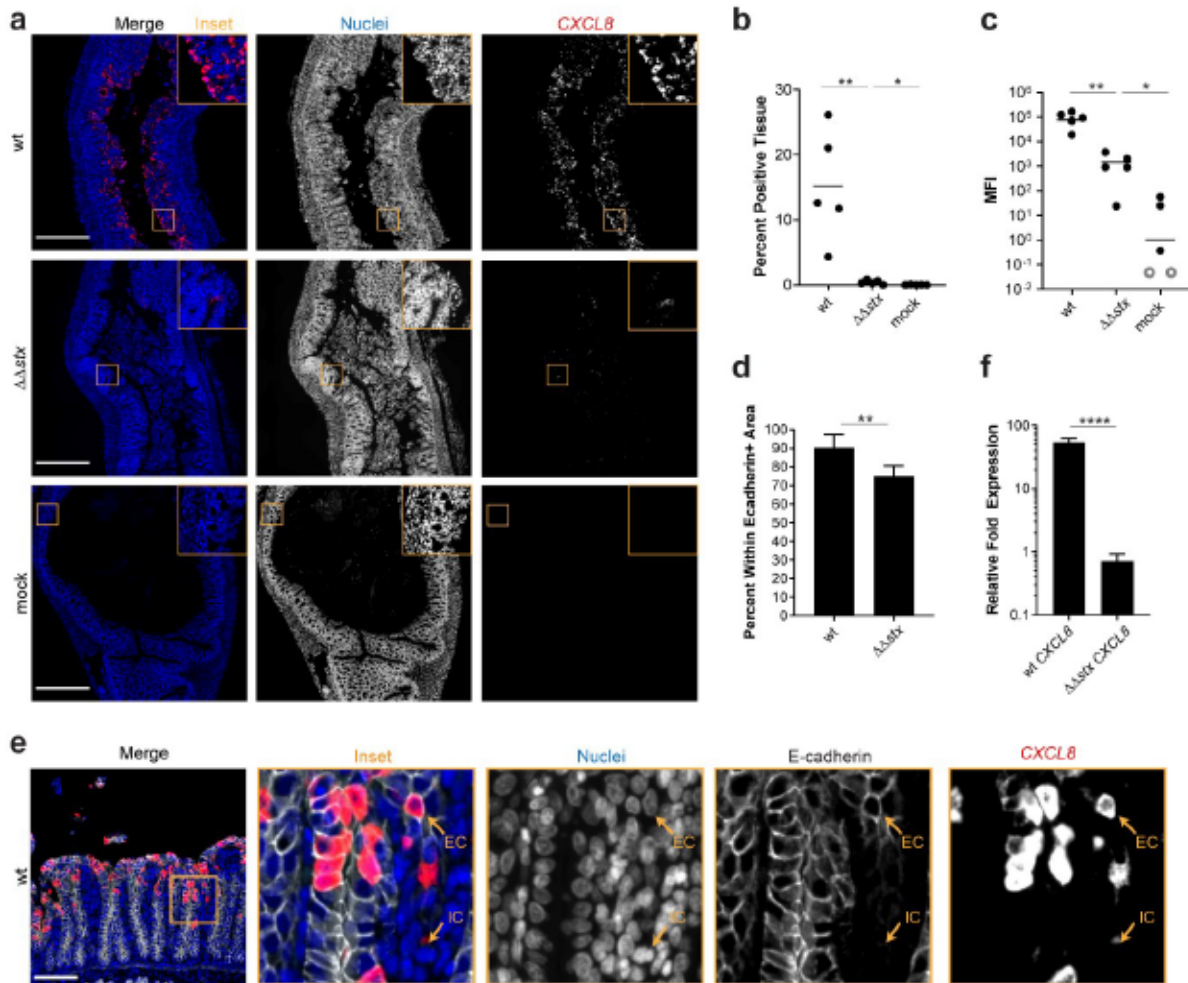 a
Merge Inset Nuclei CXCL8
wt
ΔΔstx
mock
b
** *
Percent Positive Tissue
30
20
10
0
wt ΔΔstx mock
c
** *
MFI
10⁶
10⁵
10⁴
10³
10²
10¹
10⁰
10⁻¹
10⁻²
wt ΔΔstx mock
d
**
Percent Within Ecadherin+ Area
100
90
80
70
60
50
40
30
20
10
0
wt ΔΔstx
f
****
Relative Fold Expression
100
10
1
0.1
wt CXCL8 ΔΔstx CXCL8
e
Merge Inset Nuclei E-cadherin CXCL8
wt
EC EC EC EC
IC IC IC IC